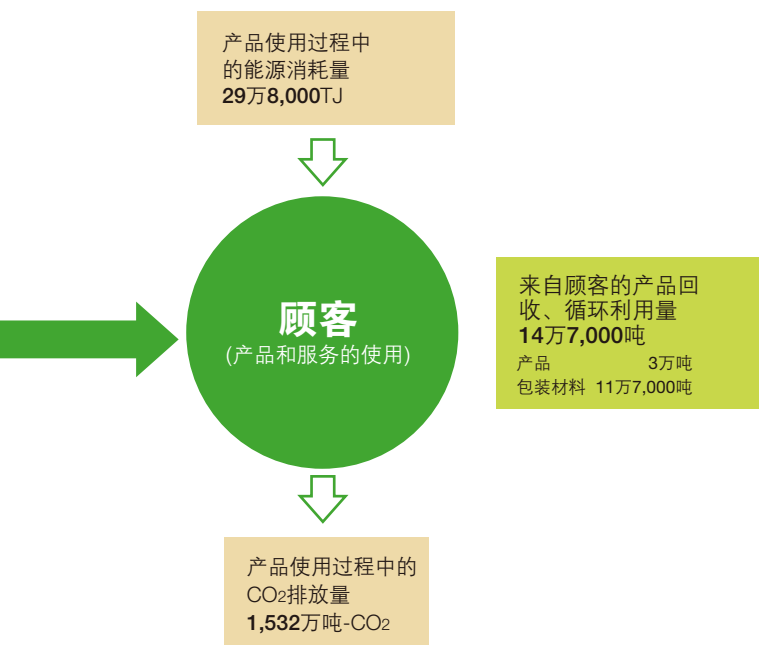 产品使用过程中
的能源消耗量
29万8,000TJ
顾客
(产品和服务的使用)
来自顾客的产品回
收、循环利用量
14万7,000吨
产品 3万吨
包装材料 11万7,000吨
产品使用过程中的
CO2排放量
1,532万吨-CO2